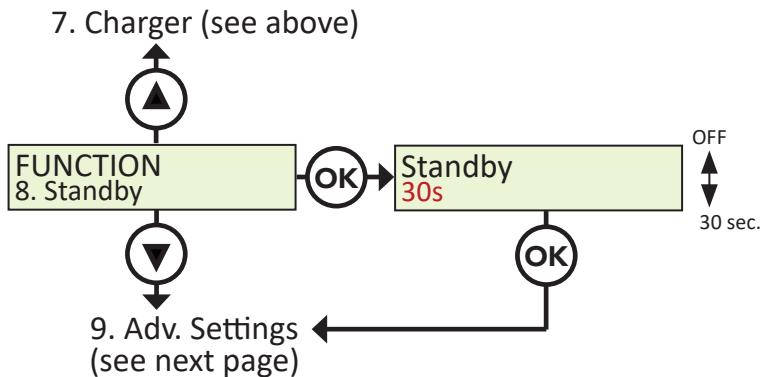 7. Charger (see above)
FUNCTION
8. Standby
OK
Standby
30s
OFF
30 sec.
OK
9. Adv. Settings
(see next page)